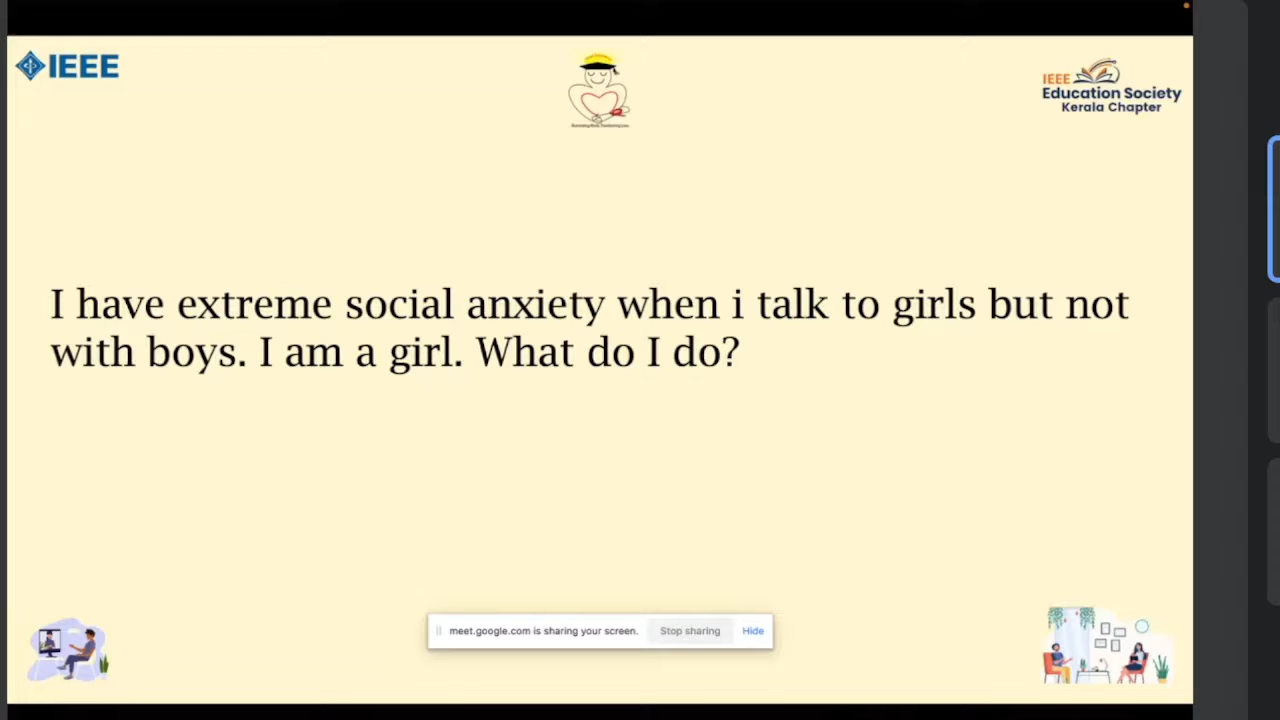 IEEE
IEEE
Education Society
Kerala Chapter
I have extreme social anxiety when i talk to girls but not
with boys. I am a girl. What do I do?
meet.google.com is sharing your screen. Stop sharing Hide